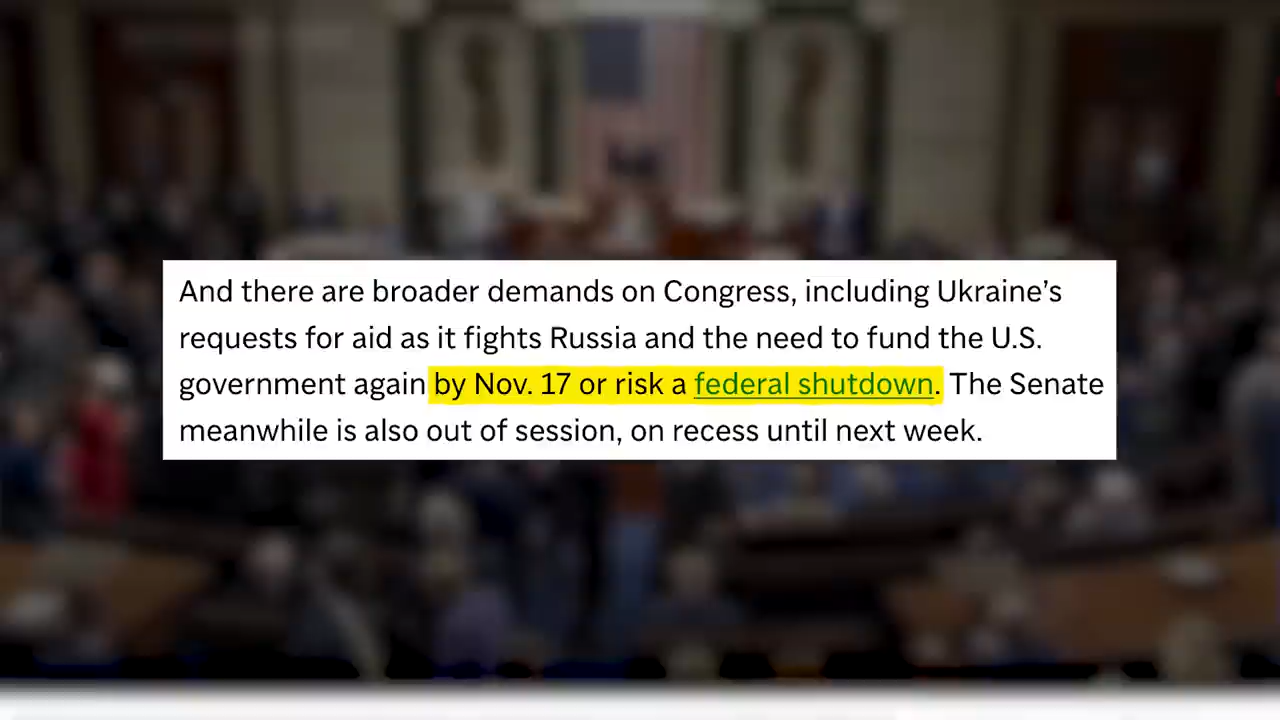 And there are broader demands on Congress, including Ukraine’s
requests for aid as it fights Russia and the need to fund the U.S.
government again by Nov. 17 or risk a federal shutdown. The Senate
meanwhile is also out of session, on recess until next week.